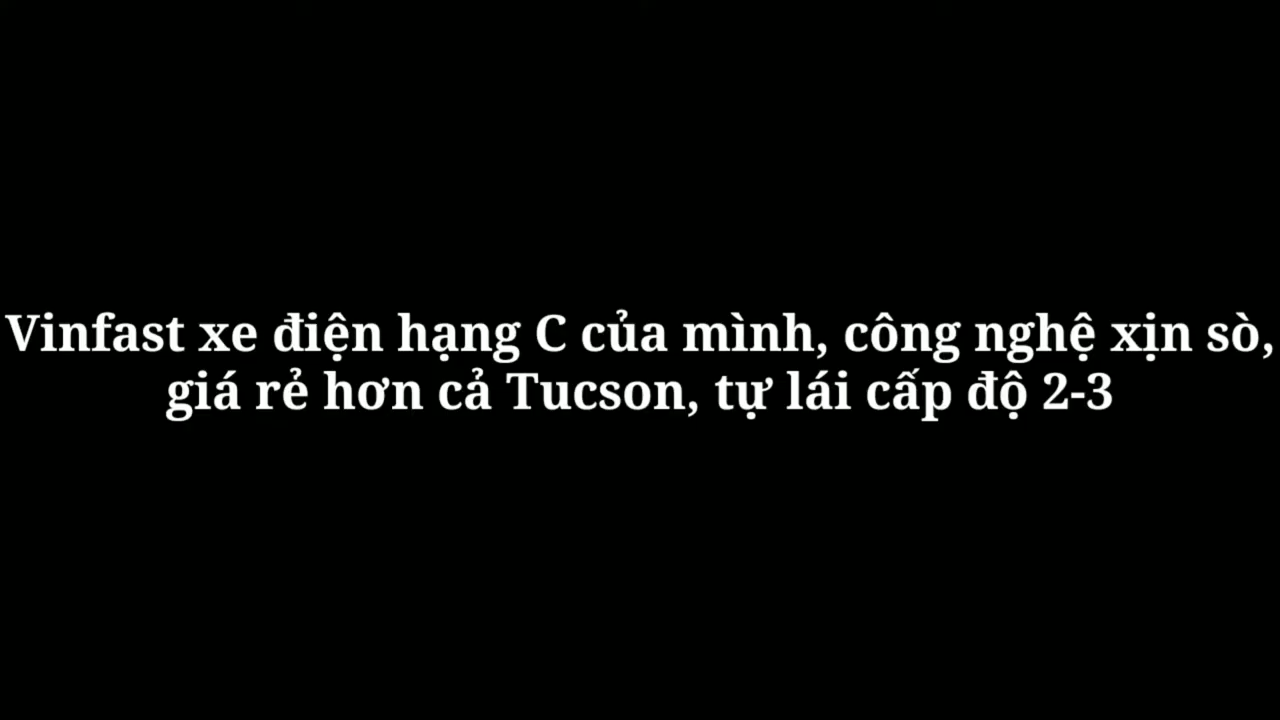 Vinfast xe điện hạng C của mình, công nghệ xịn sò,
giá rẻ hơn cả Tucson, tự lái cấp độ 2-3